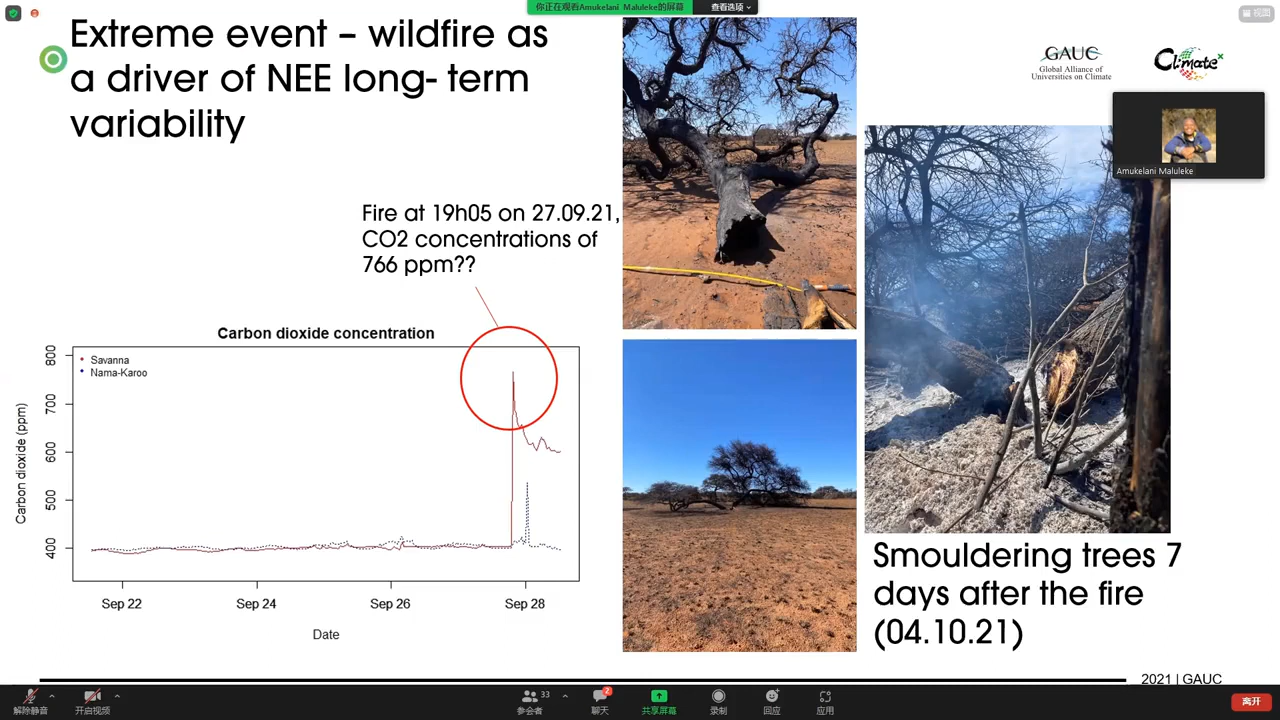 你正在观看Amukelani Maluleke的屏幕
查看选项
视图
Extreme event – wildfire as
a driver of NEE long- term
variability
GAUC
Global Alliance of
Universities on Climate
Climate x
Amukelani Maluleke
Fire at 19h05 on 27.09.21,
CO2 concentrations of
766 ppm??
Carbon dioxide concentration
Savanna
Nama-Karoo
Carbon dioxide (ppm)
800
700
600
500
400
Sep 22
Sep 24
Sep 26
Sep 28
Date
Smouldering trees 7
days after the fire
(04.10.21)
2021 | GAUC
解除静音
开启视频
33
参会者
2
聊天
共享屏幕
录制
回应
应用
离开